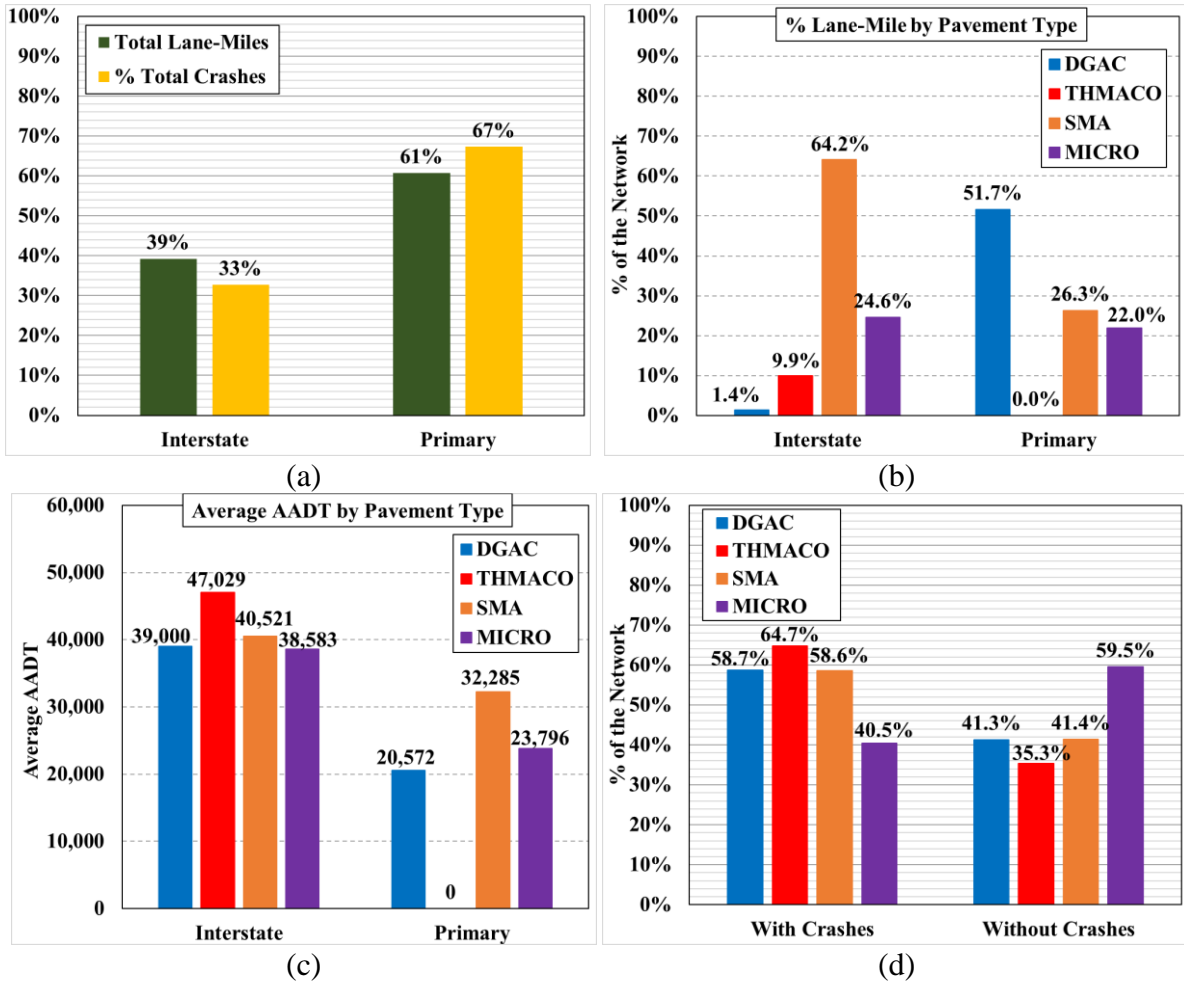 100%
90%
80%
70%
60%
50%
40%
30%
20%
10%
0%
Total Lane-Miles
% Total Crashes
39%
33%
61%
67%
Interstate
Primary
(a)
% Lane-Mile by Pavement Type
% of the Network
100%
90%
80%
70%
60%
50%
40%
30%
20%
10%
0%
DGAC
THMACO
SMA
MICRO
1.4%
9.9%
64.2%
24.6%
51.7%
0.0%
26.3%
22.0%
Interstate
Primary
(b)
Average AADT by Pavement Type
Average AADT
60,000
50,000
40,000
30,000
20,000
10,000
0
DGAC
THMACO
SMA
MICRO
39,000
47,029
40,521
38,583
20,572
0
32,285
23,796
Interstate
Primary
(c)
% of the Network
100%
90%
80%
70%
60%
50%
40%
30%
20%
10%
0%
DGAC
THMACO
SMA
MICRO
58.7%
64.7%
58.6%
40.5%
41.3%
35.3%
41.4%
59.5%
With Crashes
Without Crashes
(d)